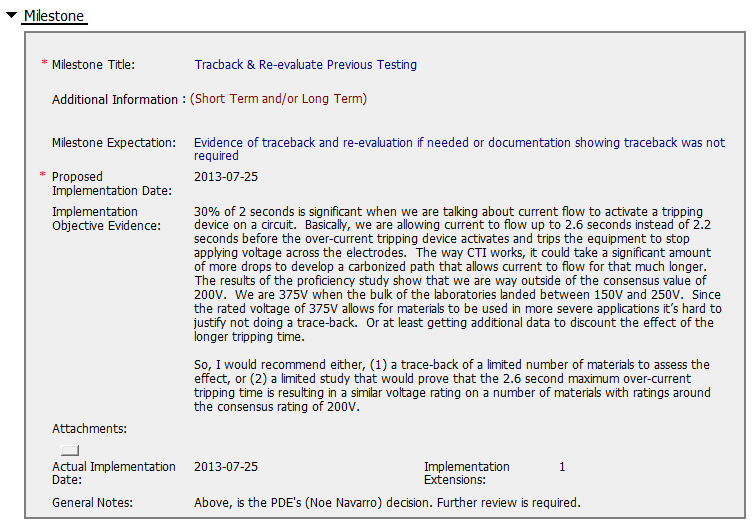 Milestone
* Milestone Title: Tracback & Re-evaluate Previous Testing
Additional Information : (Short Term and/or Long Term)
Milestone Expectation: Evidence of traceback and re-evaluation if needed or documentation showing traceback was not
required
* Proposed Implementation Date: 2013-07-25
Implementation Objective Evidence: 30% of 2 seconds is significant when we are talking about current flow to activate a tripping
device on a circuit.  Basically, we are allowing current to flow up to 2.6 seconds instead of 2.2
seconds before the over-current tripping device activates and trips the equipment to stop
applying voltage across the electrodes.  The way CTI works, it could take a significant amount
of more drops to develop a carbonized path that allows current to flow for that much longer.
The results of the proficiency study show that we are way outside of the consensus value of
200V.  We are 375V when the bulk of the laboratories landed between 150V and 250V.  Since
the rated voltage of 375V allows for materials to be used in more severe applications it's hard to
justify not doing a trace-back.  Or at least getting additional data to discount the effect of the
longer tripping time.
So, I would recommend either, (1) a trace-back of a limited number of materials to assess the
effect, or (2) a limited study that would prove that the 2.6 second maximum over-current
tripping time is resulting in a similar voltage rating on a number of materials with ratings around
the consensus rating of 200V.
Attachments:
Actual Implementation Date: 2013-07-25 Implementation Extensions: 1
General Notes: Above, is the PDE's (Noe Navarro) decision. Further review is required.